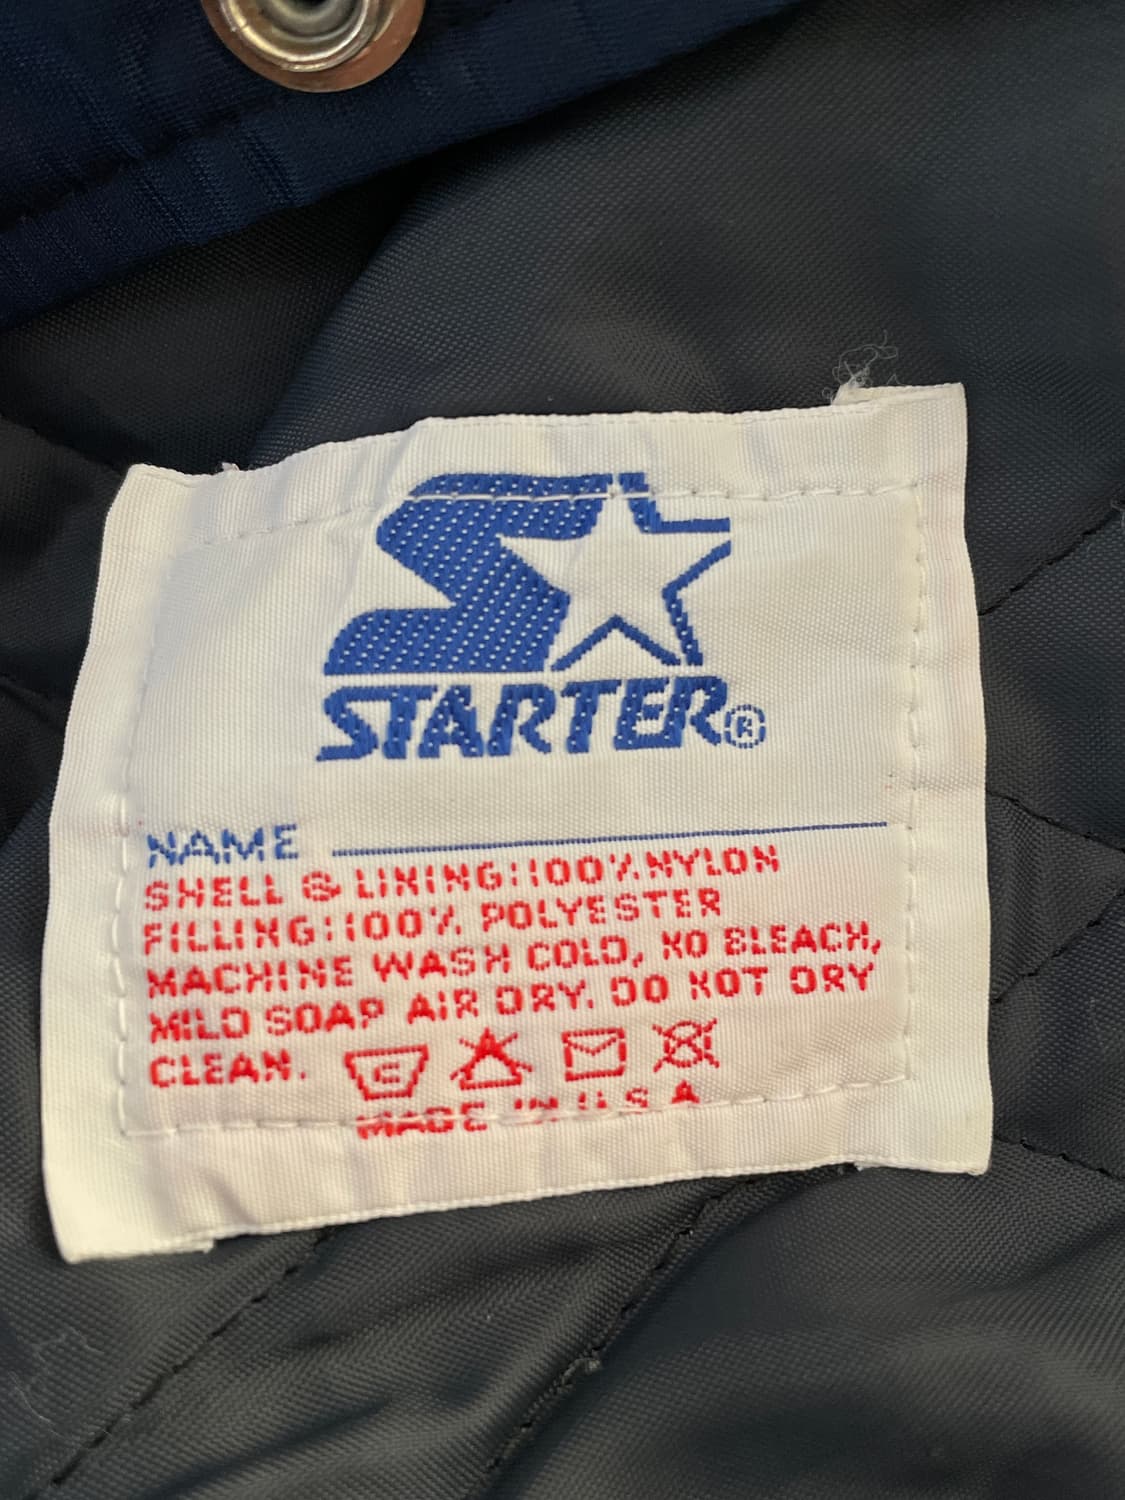 STARTER®
NAME
SHELL & LINING:100% NYLON
FILLING:100% POLYESTER
MACHINE WASH COLD, NO BLEACH,
MILD SOAP AIR DRY. DO NOT DRY
CLEAN.
MADE IN U.S.A